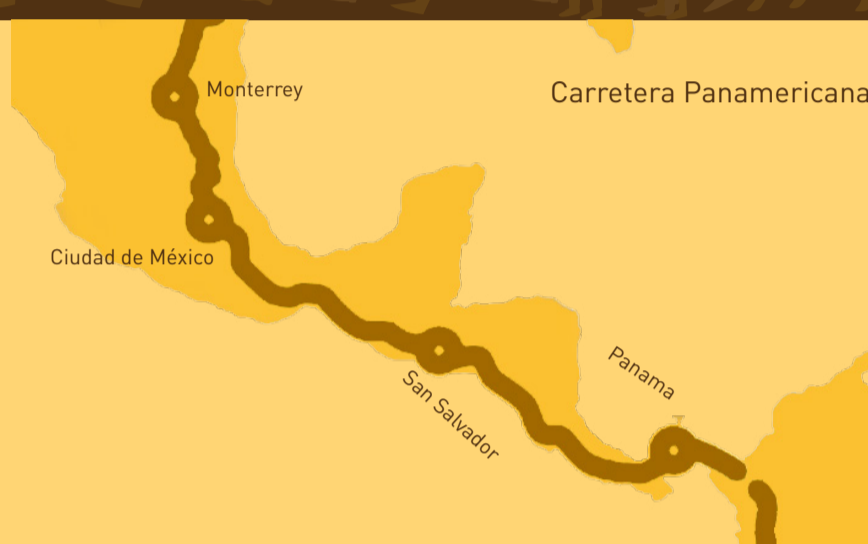 Monterrey
Carretera Panamericana
Ciudad de México
San Salvador
Panama